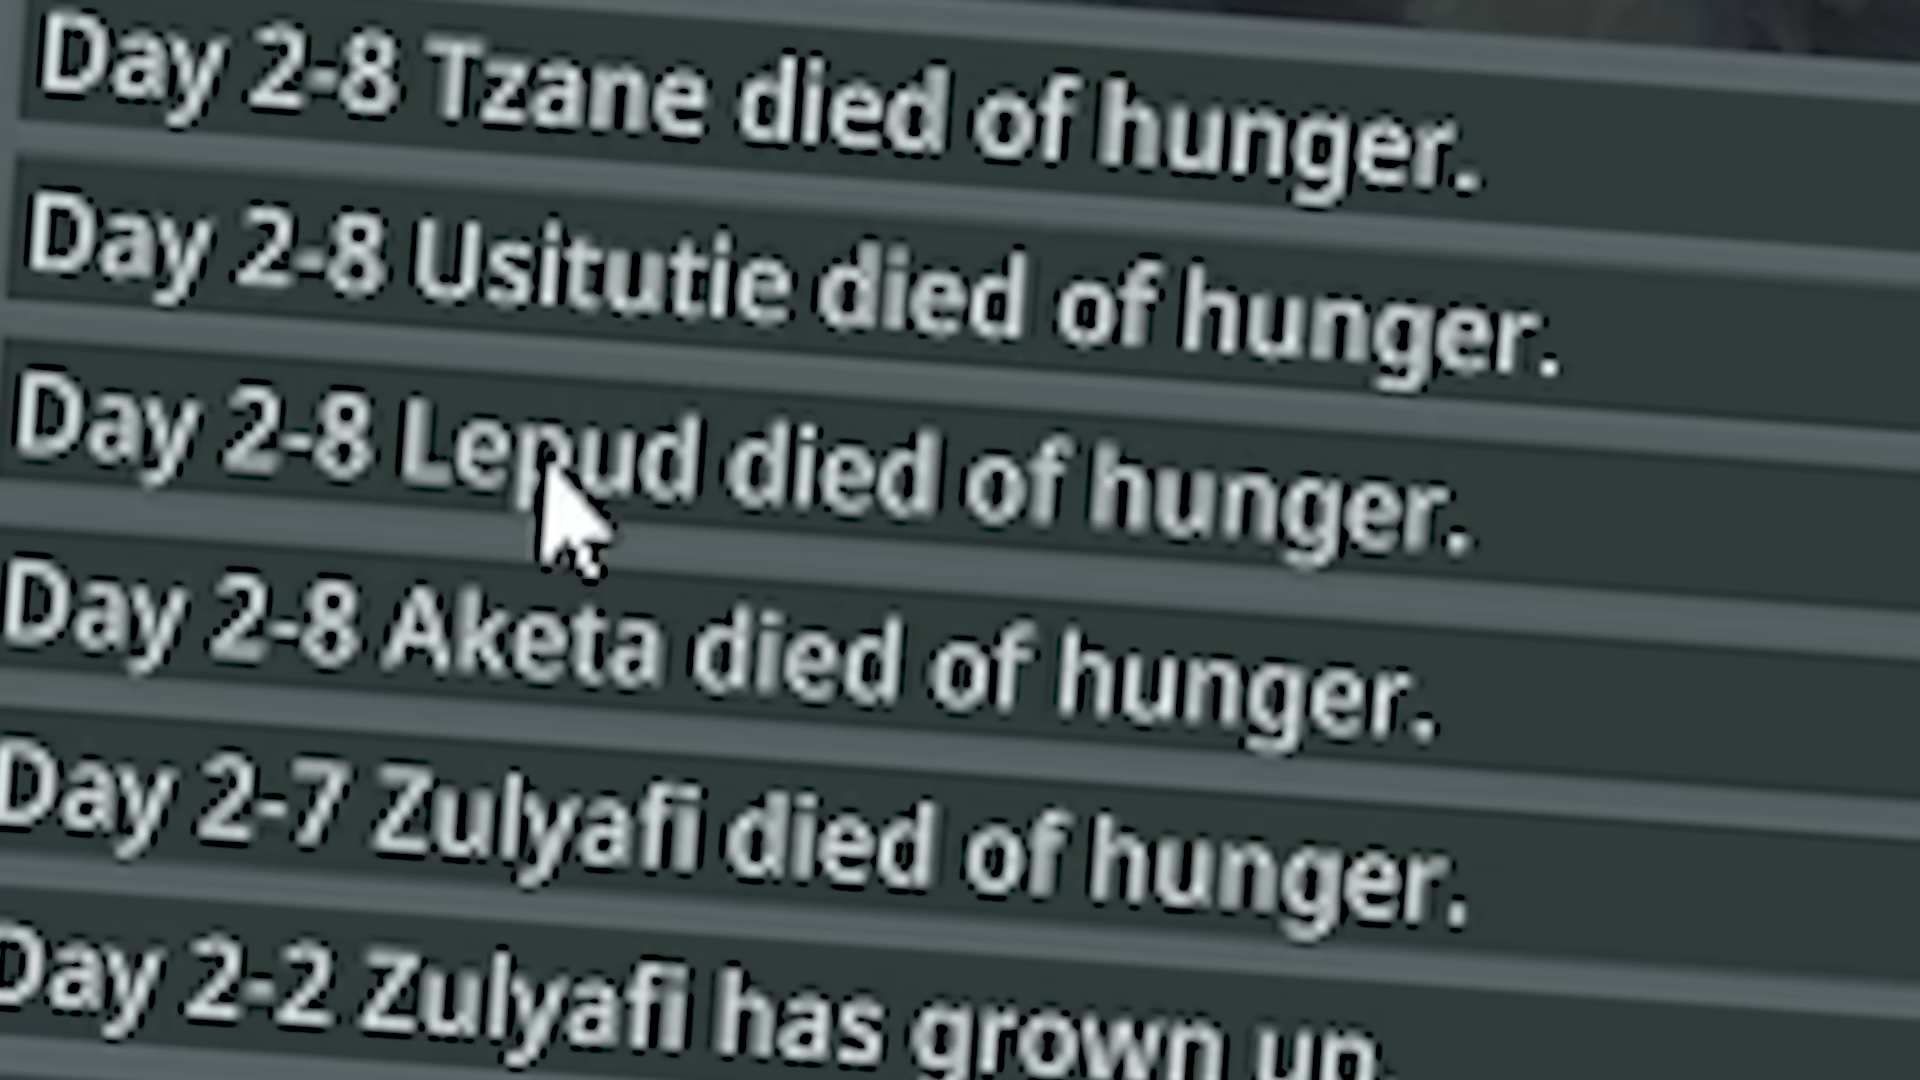 Day 2-8 Tzane died of hunger.
Day 2-8 Usitutie died of hunger.
Day 2-8 Lepud died of hunger.
Day 2-8 Aketa died of hunger.
Day 2-7 Zulyafi died of hunger.
Day 2-2 Zulyafi has grown up.